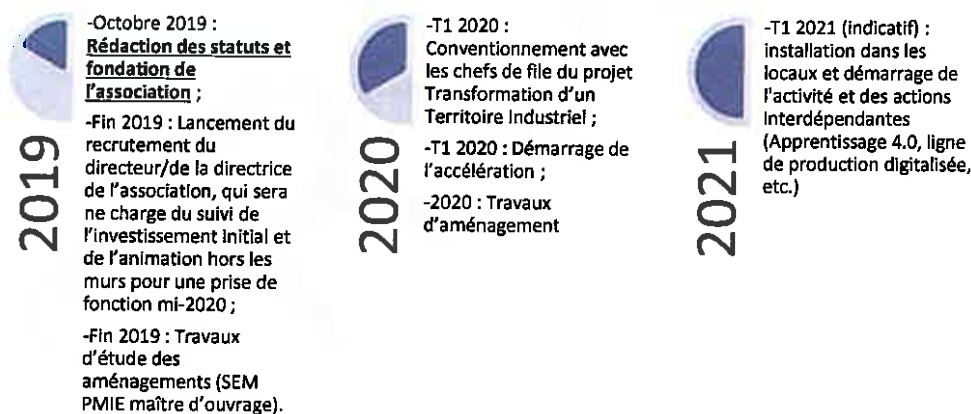 2019
-Octobre 2019 :
Rédaction des statuts et
fondation de
l'association ;
-Fin 2019 : Lancement du
recrutement du
directeur/de la directrice
de l'association, qui sera
ne charge du suivi de
l'investissement initial et
de l'animation hors les
murs pour une prise de
fonction mi-2020 ;
-Fin 2019 : Travaux
d'étude des
aménagements (SEM
PMIE maître d'ouvrage).
2020
-T1 2020 :
Conventionnement avec
les chefs de file du projet
Transformation d'un
Territoire Industriel ;
-T1 2020 : Démarrage de
l'accélération ;
-2020 : Travaux
d'aménagement
2021
-T1 2021 (indicatif) :
installation dans les
locaux et démarrage de
l'activité et des actions
interdépendantes
(Apprentissage 4.0, ligne
de production digitalisée,
etc.)